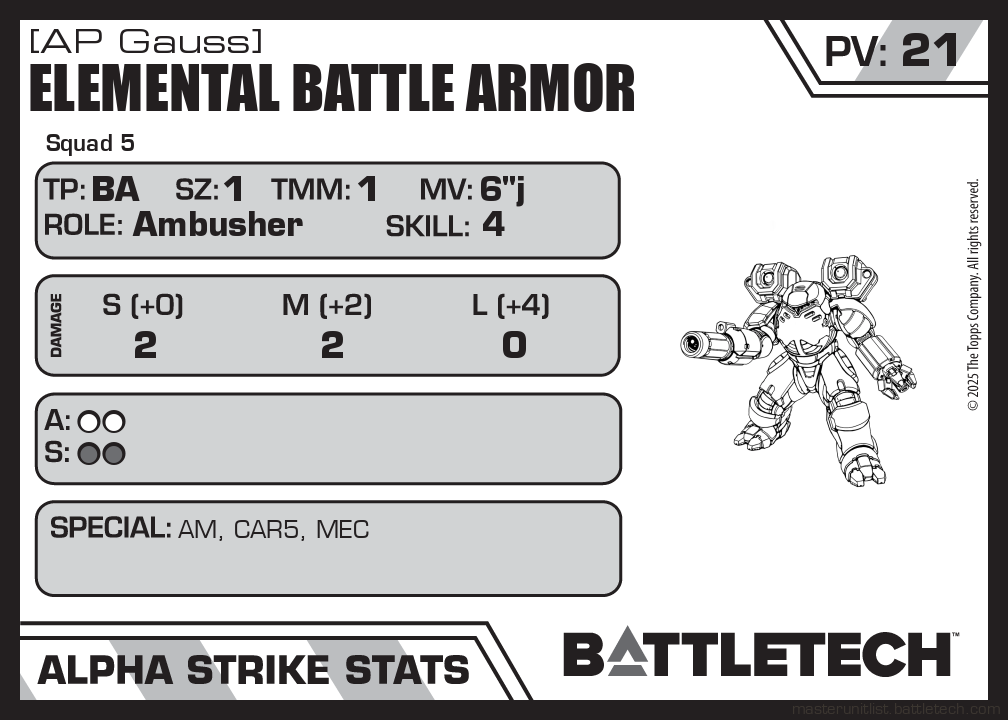 [AP Gauss]
ELEMENTAL BATTLE ARMOR
PV: 21
Squad 5
TP: BA SZ: 1 TMM: 1 MV: 6"j
ROLE: Ambusher SKILL: 4
DAMAGE
S (+0) M (+2) L (+4)
2 2 0
A:
S:
SPECIAL: AM, CAR5, MEC
© 2025 The Topps Company. All rights reserved.
ALPHA STRIKE STATS
BATTLETECH™
masterunitlist.battletech.com